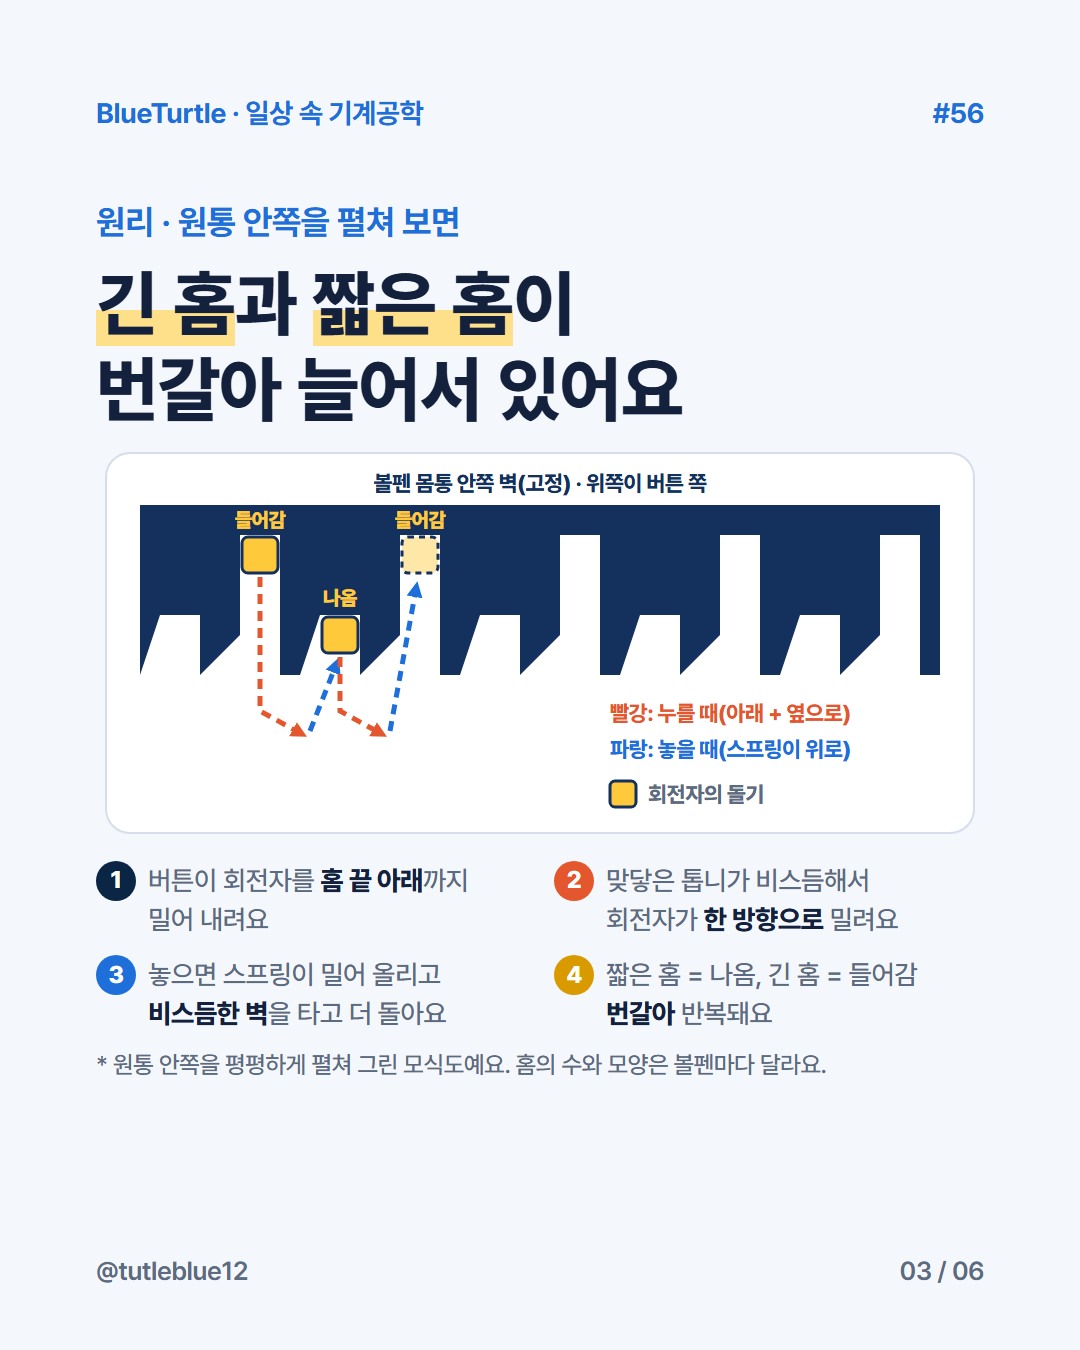 BlueTurtle · 일상 속 기계공학
#56
원리 · 원통 안쪽을 펼쳐 보면
긴 홈과 짧은 홈이
번갈아 늘어서 있어요
볼펜 몸통 안쪽 벽(고정) · 위쪽이 버튼 쪽
들어감
들어감
나옴
빨강: 누를 때(아래 + 옆으로)
파랑: 놓을 때(스프링이 위로)
회전자의 돌기
1 버튼이 회전자를 홈 끝 아래까지
밀어 내려요
2 맞닿은 톱니가 비스듬해서
회전자가 한 방향으로 밀려요
3 놓으면 스프링이 밀어 올리고
비스듬한 벽을 타고 더 돌아요
4 짧은 홈 = 나옴, 긴 홈 = 들어감
번갈아 반복돼요
* 원통 안쪽을 평평하게 펼쳐 그린 모식도예요. 홈의 수와 모양은 볼펜마다 달라요.
@tutleblue12
03 / 06